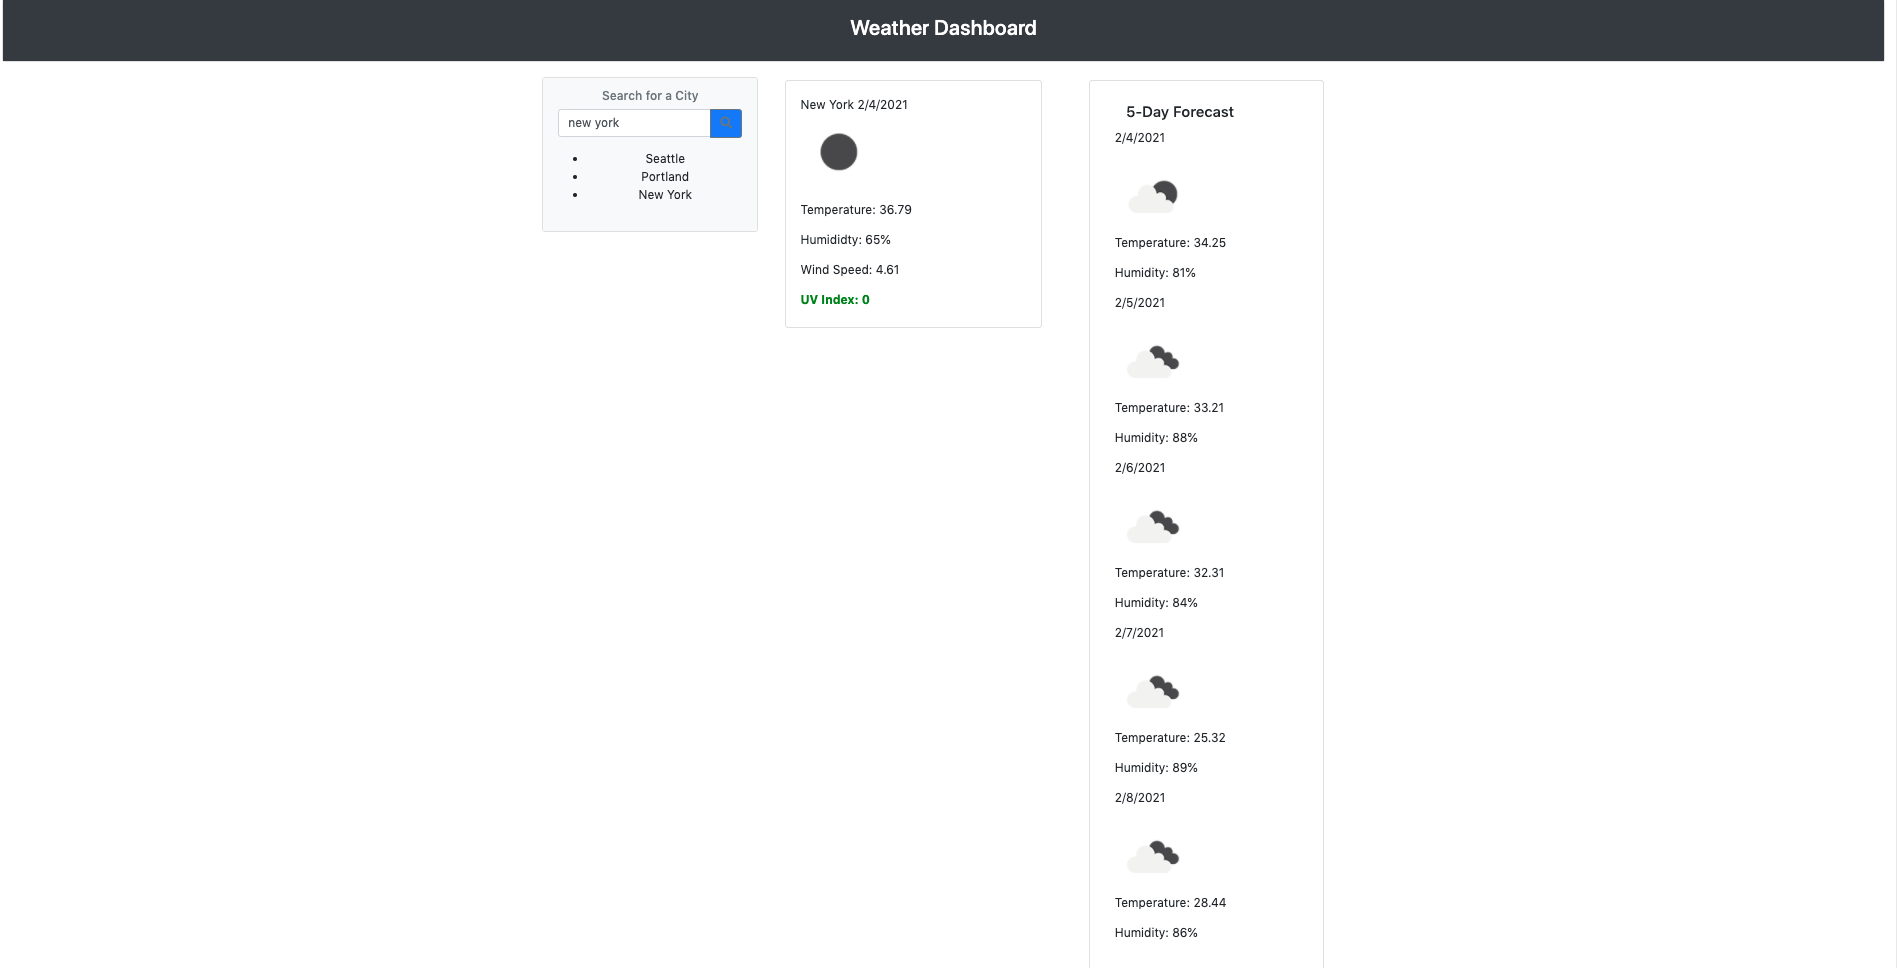 Weather Dashboard
Search for a City
new york
Seattle
Portland
New York
New York 2/4/2021
Temperature: 36.79
Humididty: 65%
Wind Speed: 4.61
UV Index: 0
5-Day Forecast
2/4/2021
Temperature: 34.25
Humidity: 81%
2/5/2021
Temperature: 33.21
Humidity: 88%
2/6/2021
Temperature: 32.31
Humidity: 84%
2/7/2021
Temperature: 25.32
Humidity: 89%
2/8/2021
Temperature: 28.44
Humidity: 86%